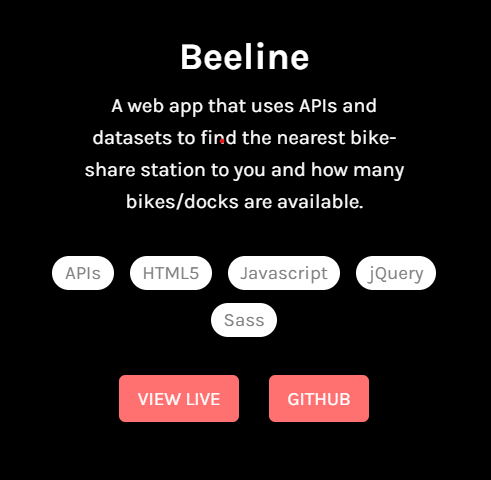 Beeline
A web app that uses APIs and
datasets to find the nearest bike-
share station to you and how many
bikes/docks are available.
APIs HTML5 Javascript jQuery
Sass
VIEW LIVE GITHUB